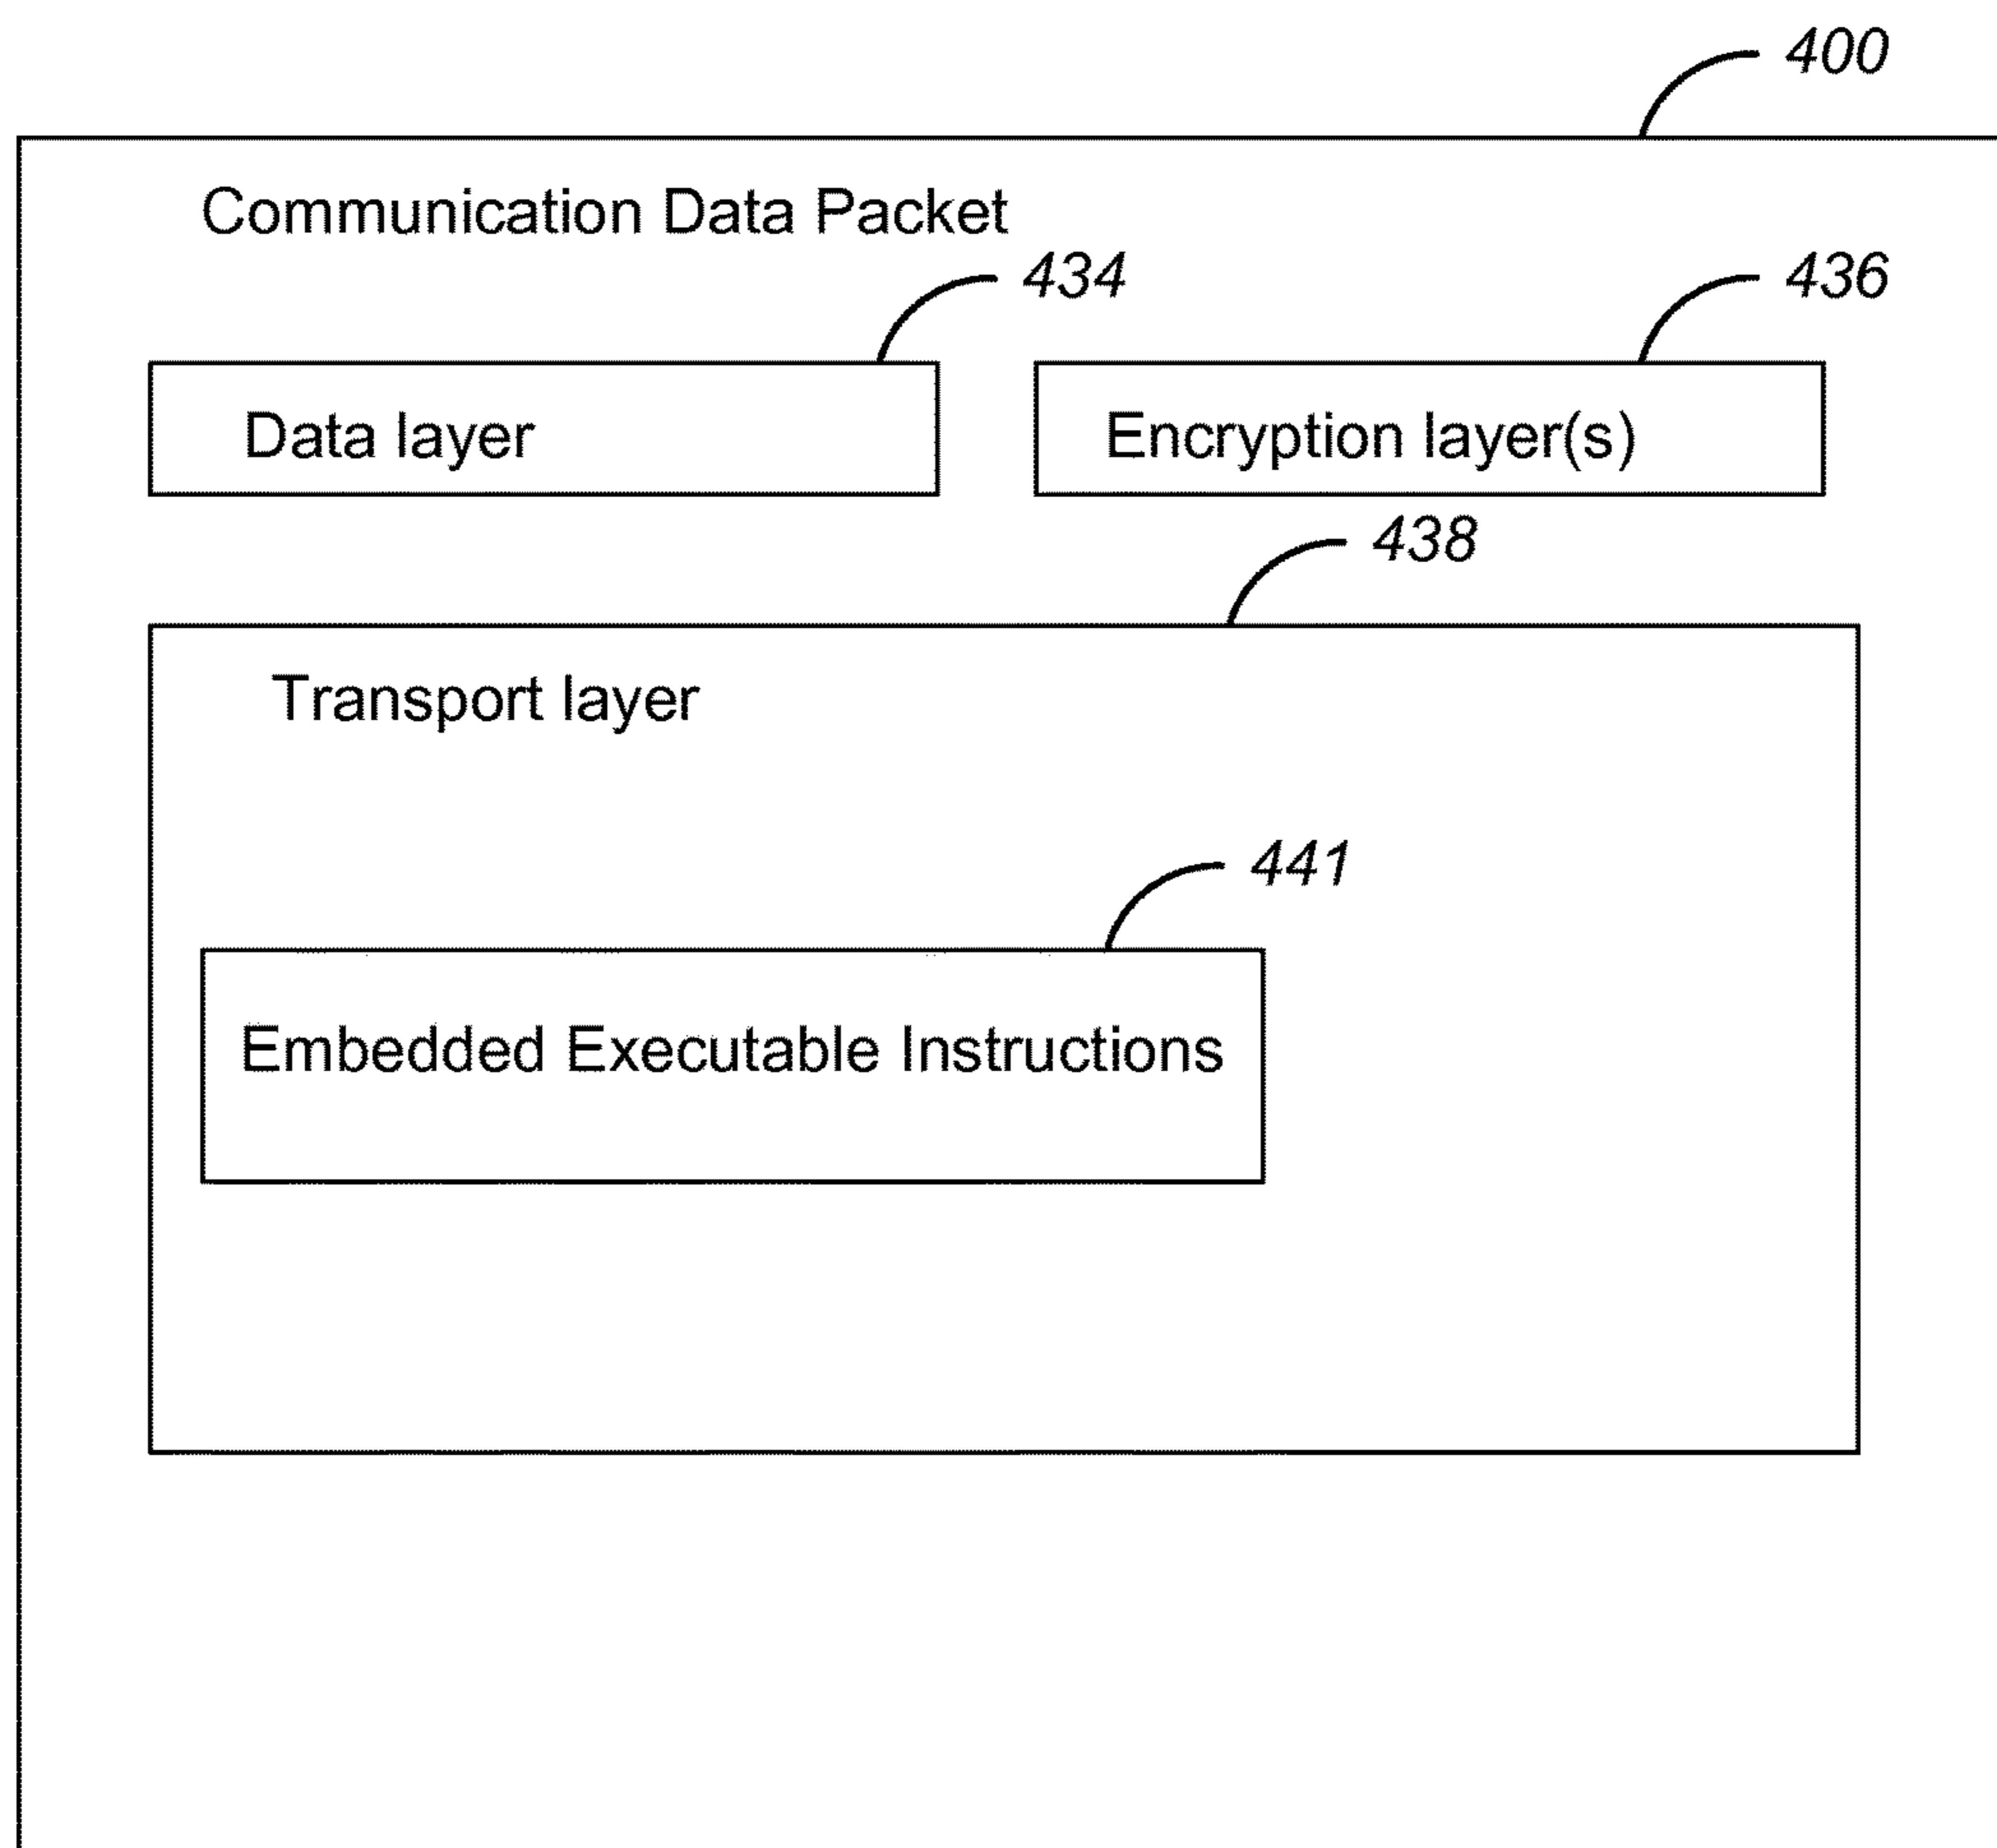 400
Communication Data Packet
434
436
Data layer
Encryption layer(s)
438
Transport layer
441
Embedded Executable Instructions